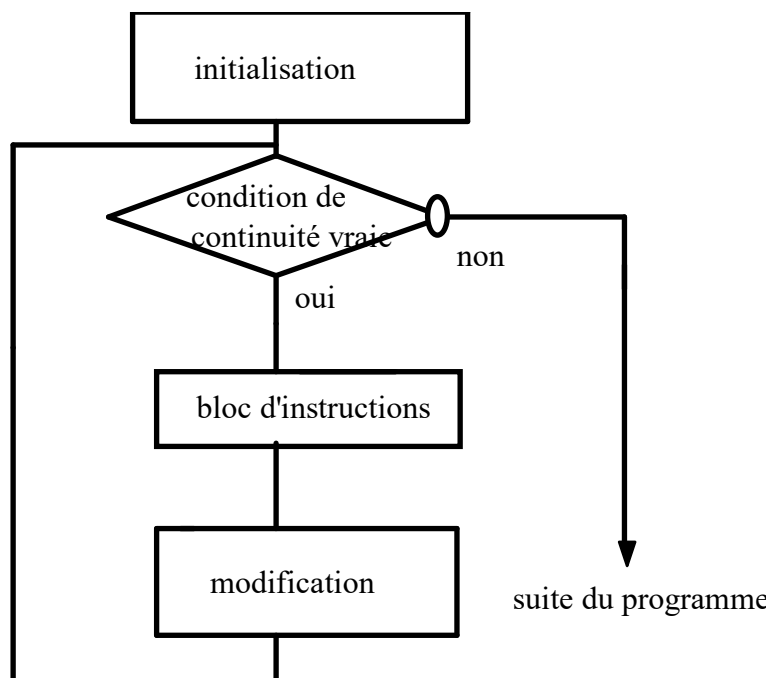 initialisation
condition de
continuité vraie
non
oui
bloc d'instructions
modification
suite du programme